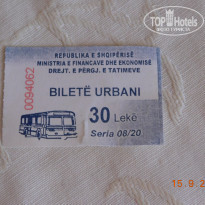 TOP Hotels
REPUBLIKA E SHQIPËRISË
MINISTRIA E FINANCAVE DHE EKONOMISË
DREJT. E PËRGJ. E TATIMEVE
0094062
BILETË URBANI
30 Lekë
Seria 08/20
15.9.2